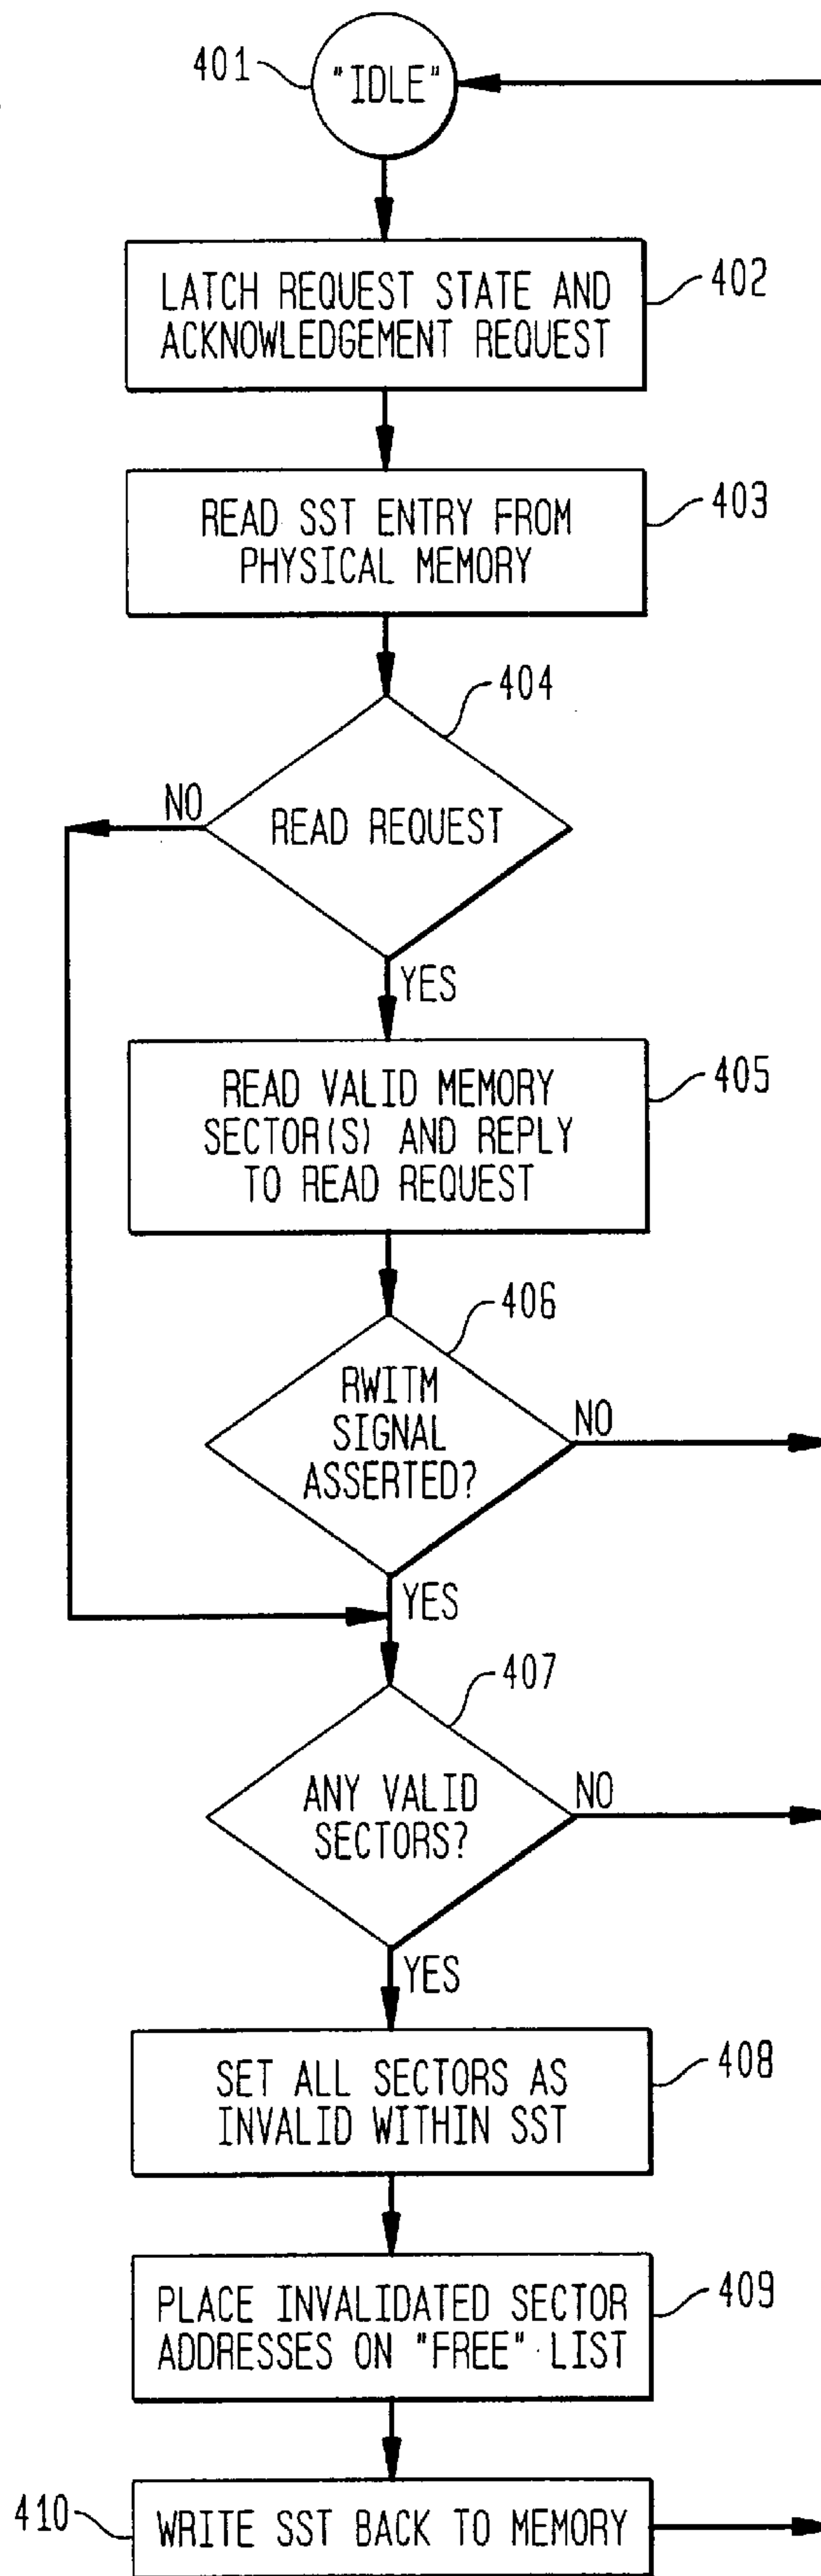 401
"IDLE"
LATCH REQUEST STATE AND
ACKNOWLEDGEMENT REQUEST
402
READ SST ENTRY FROM
PHYSICAL MEMORY
403
404
NO
READ REQUEST
YES
READ VALID MEMORY
SECTOR(S) AND REPLY
TO READ REQUEST
405
406
RWITM
SIGNAL
ASSERTED?
NO
YES
407
ANY VALID
SECTORS?
NO
YES
SET ALL SECTORS AS
INVALID WITHIN SST
408
PLACE INVALIDATED SECTOR
ADDRESSES ON "FREE" LIST
409
410
WRITE SST BACK TO MEMORY